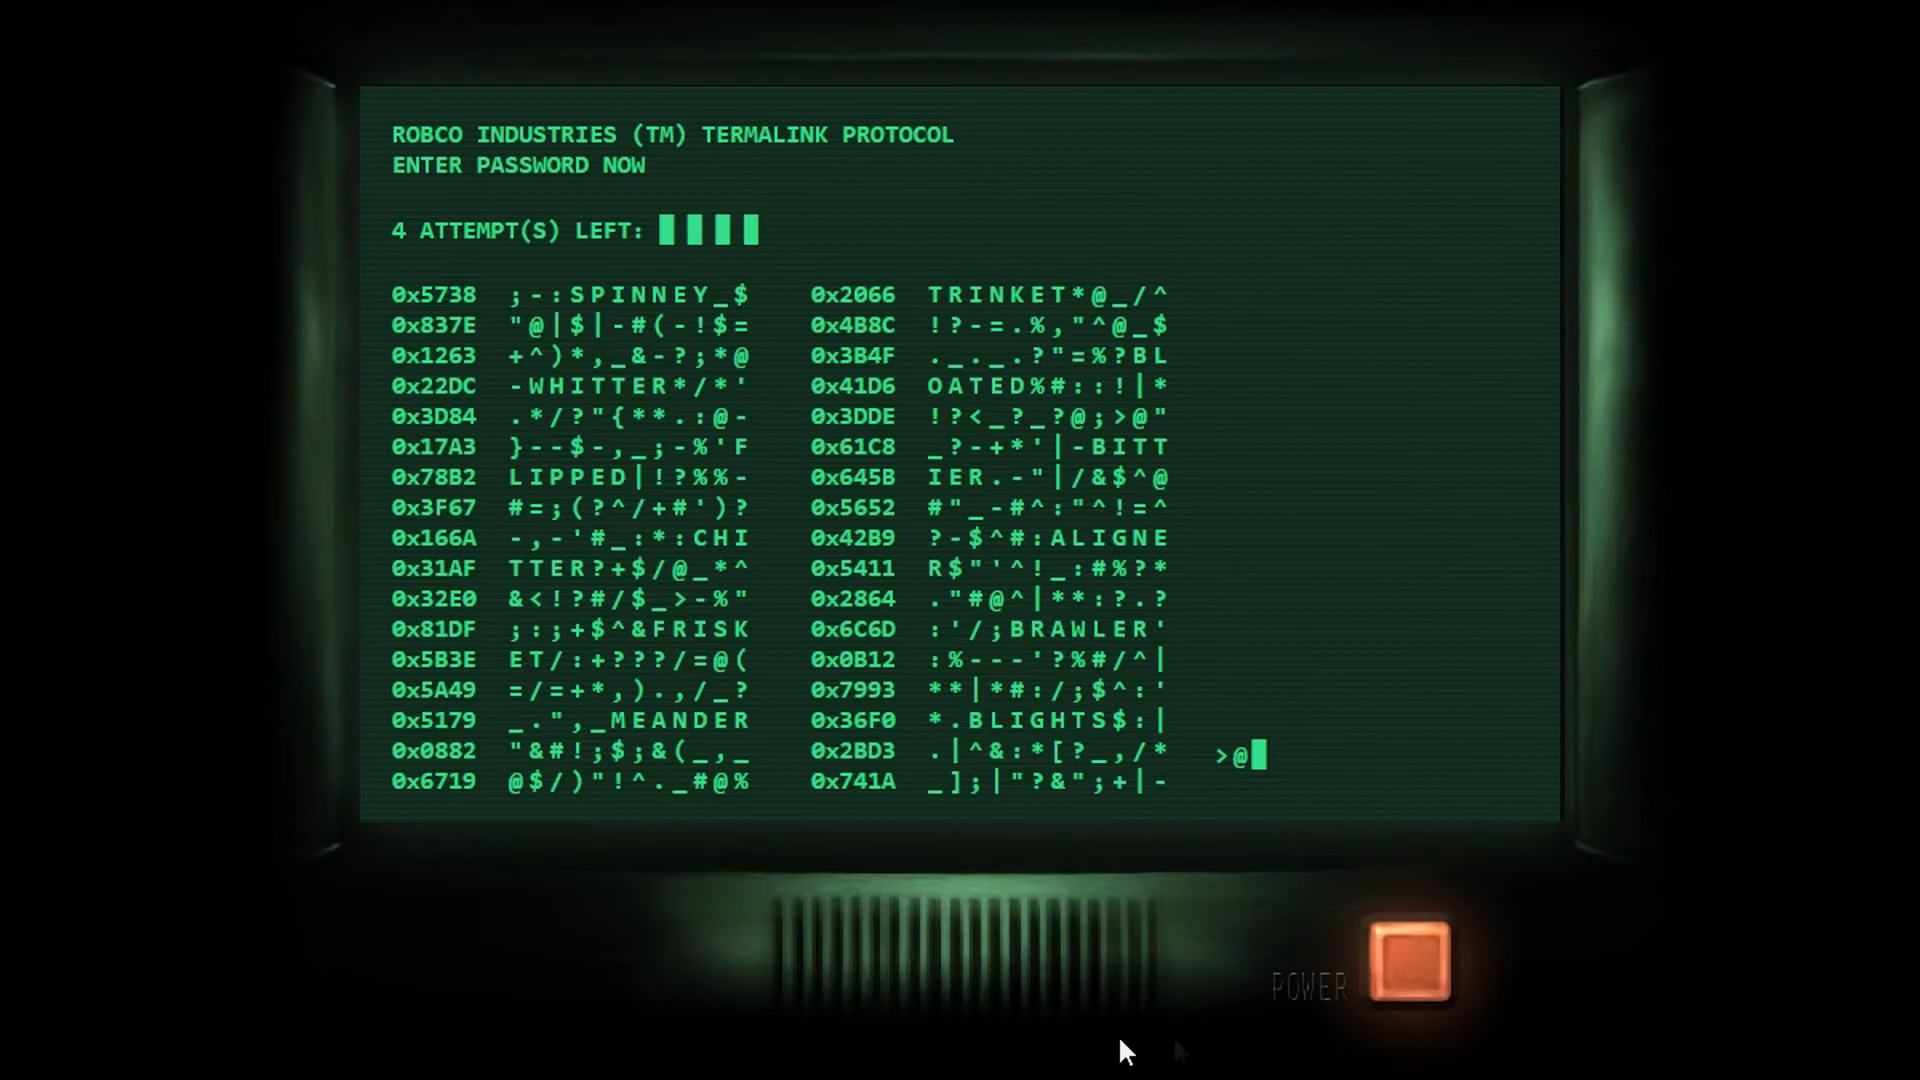 ROBCO INDUSTRIES (TM) TERMALINK PROTOCOL
ENTER PASSWORD NOW
4 ATTEMPT(S) LEFT: █ █ █ █
0x5738 ;-:SPINNEY_$
0x837E "@|$|-#(-!$=
0x1263 +^)*,_&-?;*@
0x22DC -WHITTER*/*'
0x3D84 .*/?"{**.:@-
0x17A3 }--$-,_;-%'F
0x78B2 LIPPED|!?%%-
0x3F67 #=;(?^/+#')?
0x166A -,-'#_:*:CHI
0x31AF TTER?+$/@_*^
0x32E0 &<!?#/$_>-%"
0x81DF ;:;+$^&FRISK
0x5B3E ET/:+???/=@(
0x5A49 =/=+*,).,/_?
0x5179 _.",_MEANDER
0x0882 "&#!;$;&(_,_
0x6719 @$/)"!^._#@%
0x2066 TRINKET*@_/^
0x4B8C !?-=.%,"^@_$
0x3B4F ._._.?"=%?BL
0x41D6 OATED%#::!|*
0x3DDE !?<_?_?@;>@"
0x61C8 _?-+*'|-BITT
0x645B IER.-"|/&$^@
0x5652 #"_-#^:"^!=^
0x42B9 ?-$^#:ALIGNE
0x5411 R$"'^!_:#%?*
0x2864 ."#@^|**:?.?
0x6C6D :'/;BRAWLER'
0x0B12 :%---'?%#/^|
0x7993 **|*#:/;$^:'
0x36F0 *.BLIGHTS$:|
0x2BD3 .|^&:*[?_,/*
0x741A _];|"?&";+|-
>@█
POWER